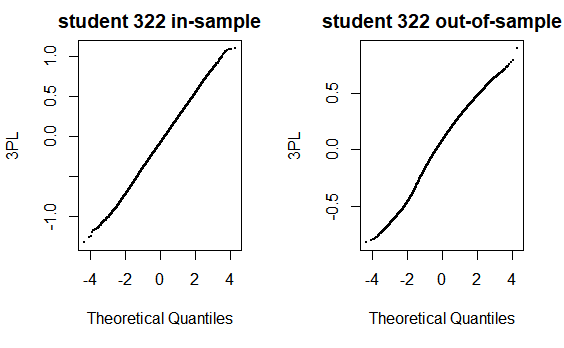 student 322 in-sample
3PL
1.0
0.5
0.0
-1.0
-4
-2
0
2
4
Theoretical Quantiles
student 322 out-of-sample
3PL
0.5
0.0
-0.5
-4
-2
0
2
4
Theoretical Quantiles